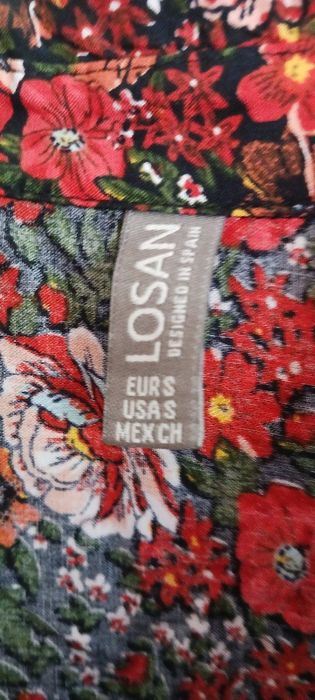 LOSAN
DESIGNED IN SPAIN
EUR S
USA S
MEX CH